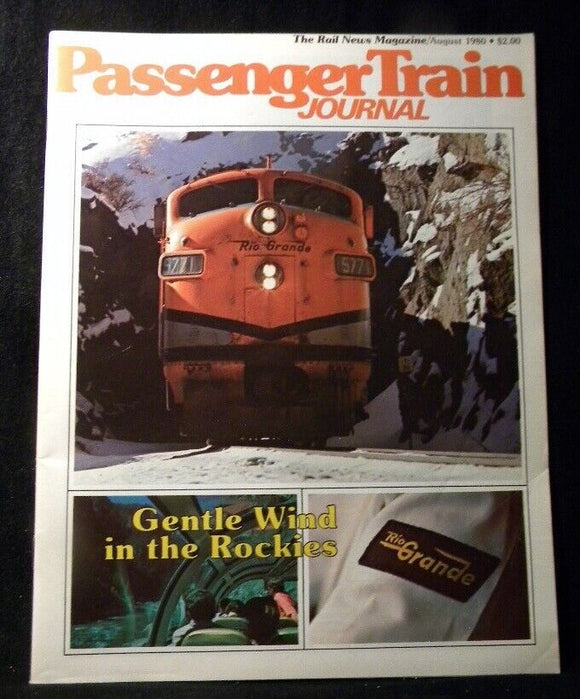 The Rail News Magazine/August 1980 • $2.00
Passenger Train
JOURNAL
Rio Grande
5771 5771
Gentle Wind
in the Rockies
Rio
Grande